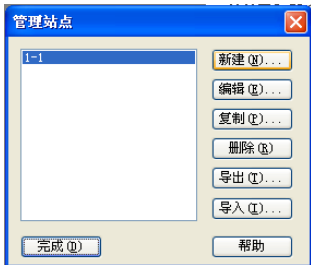 管理站点
1-1
新建(N)...
编辑(E)...
复制(P)...
删除(R)
导出(T)...
导入(I)...
完成(D)
帮助